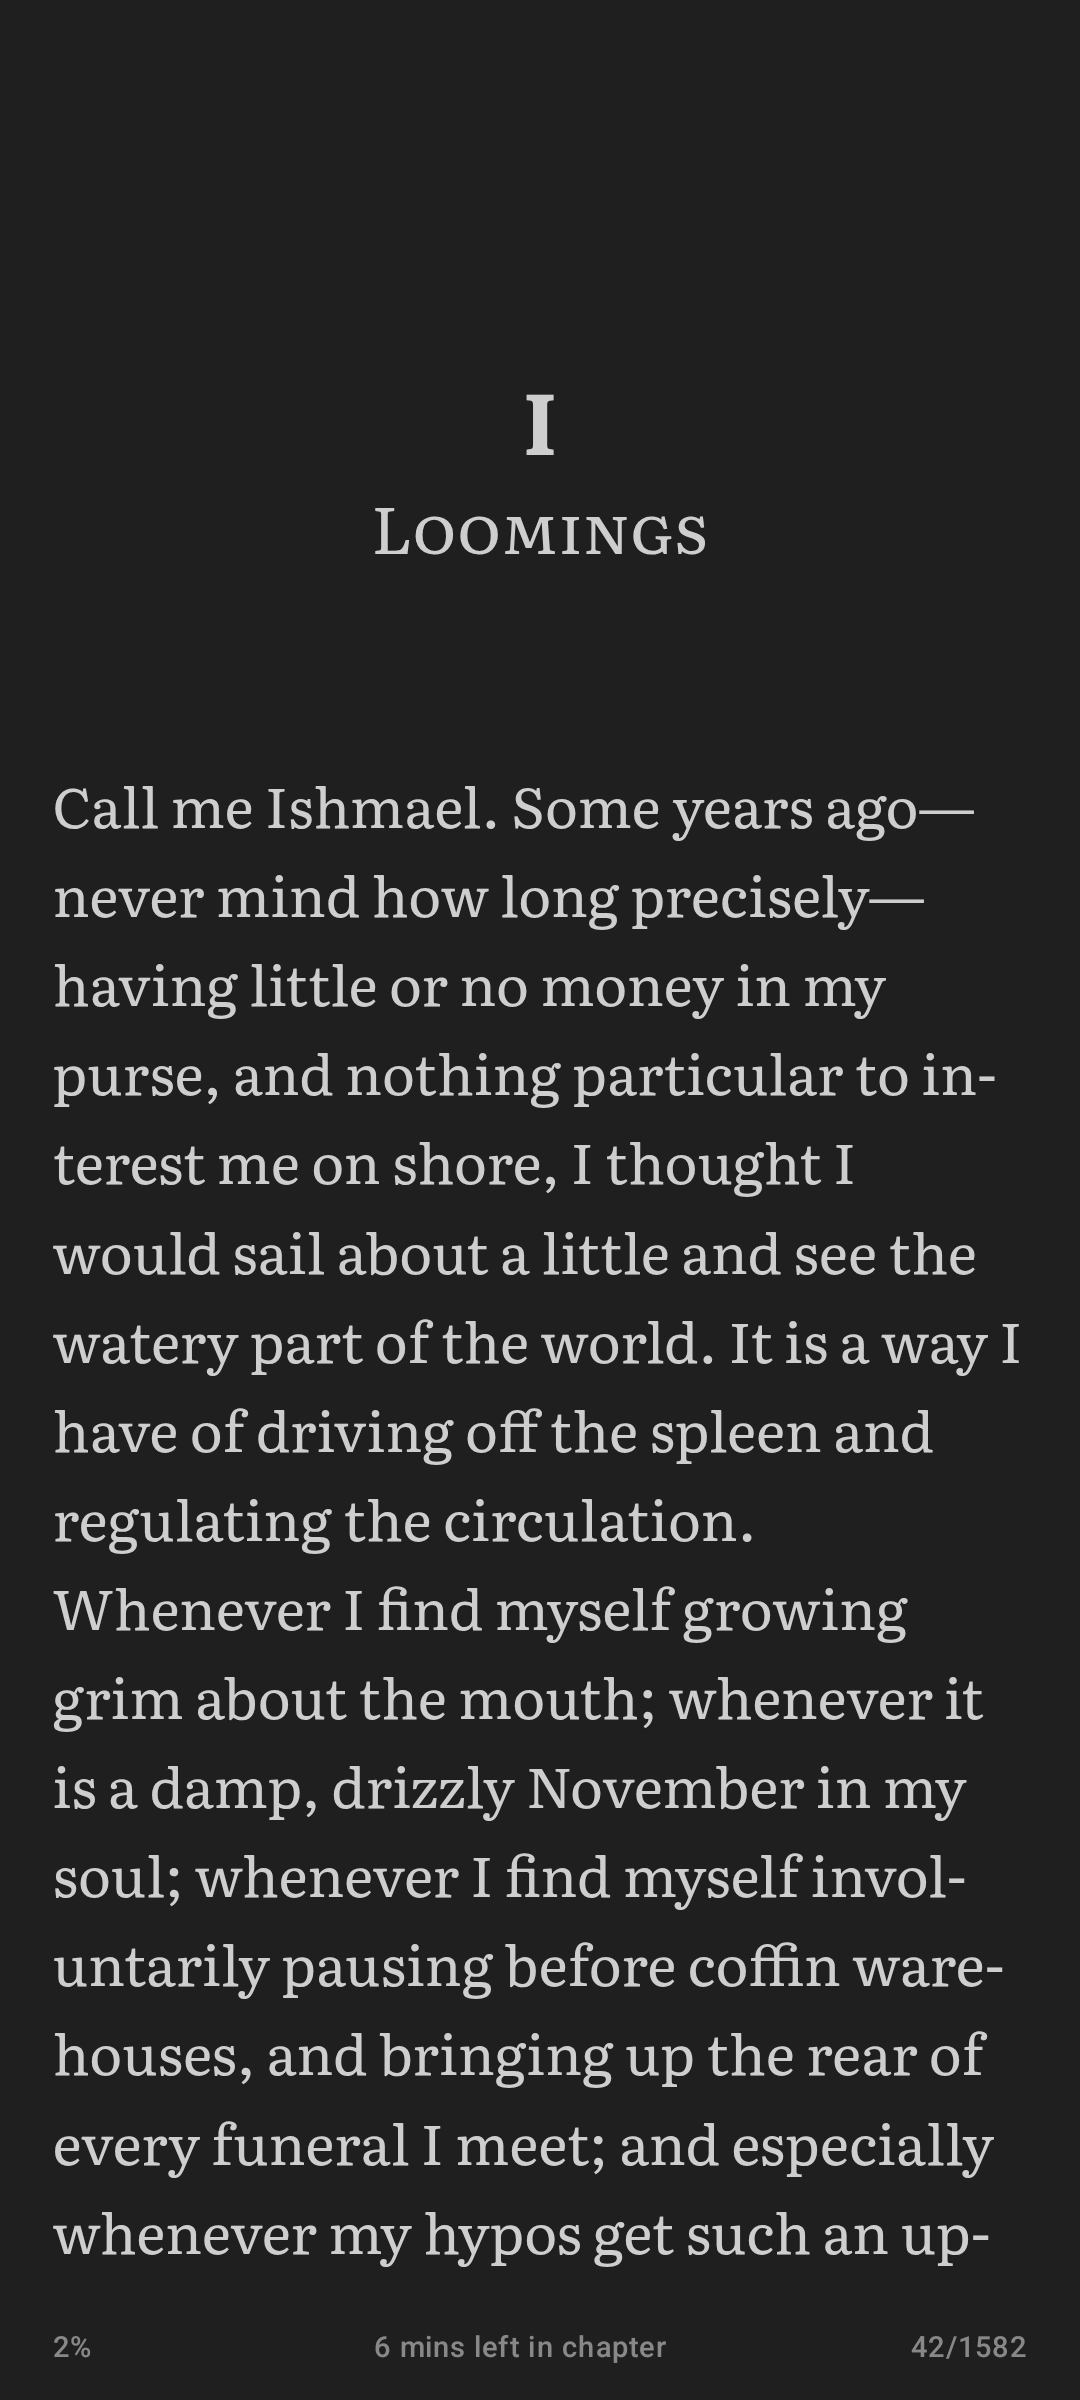 I
Loomings
Call me Ishmael. Some years ago—
never mind how long precisely—
having little or no money in my
purse, and nothing particular to in-
terest me on shore, I thought I
would sail about a little and see the
watery part of the world. It is a way I
have of driving off the spleen and
regulating the circulation.
Whenever I find myself growing
grim about the mouth; whenever it
is a damp, drizzly November in my
soul; whenever I find myself invol-
untarily pausing before coffin ware-
houses, and bringing up the rear of
every funeral I meet; and especially
whenever my hypos get such an up-
2% 6 mins left in chapter 42/1582